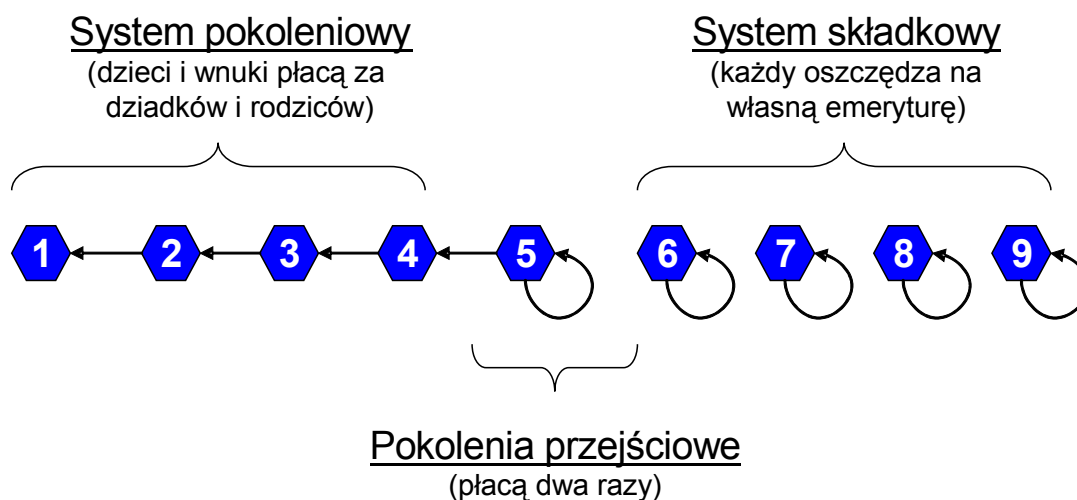 System pokoleniowy
(dzieci i wnuki płacą za
dziadków i rodziców)
System składkowy
(każdy oszczędza na
własną emeryturę)
1 2 3 4 5 6 7 8 9
Pokolenia przejściowe
(płacą dwa razy)